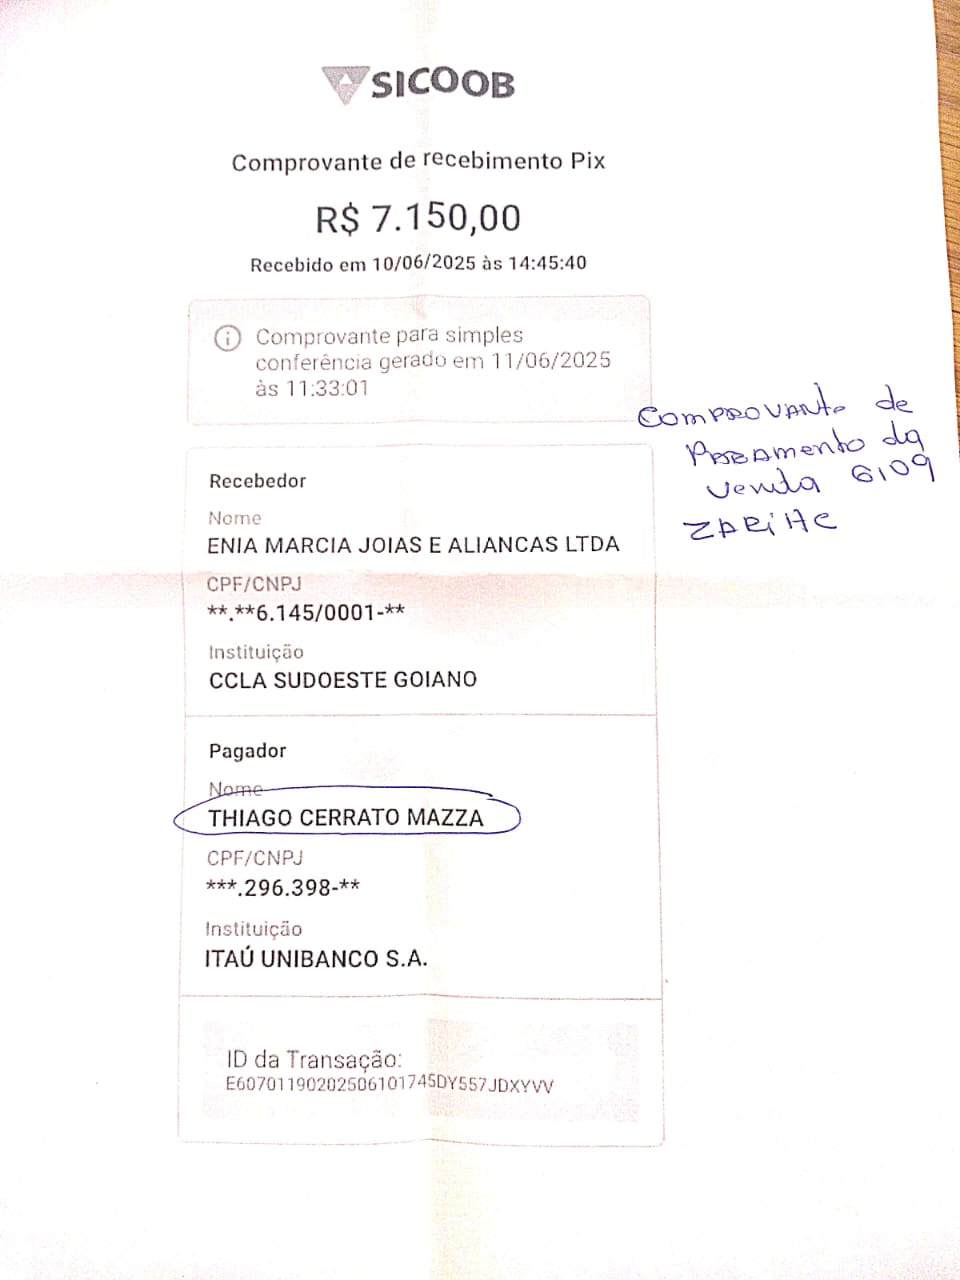 SICOOB
Comprovante de recebimento Pix
R$ 7.150,00
Recebido em 10/06/2025 às 14:45:40
Comprovante para simples
conferência gerado em 11/06/2025
às 11:33:01
Comprovante de
Pagamento da
venda 6109
Recebedor
Nome
ENIA MARCIA JOIAS E ALIANCAS LTDA
CPF/CNPJ
**.**6.145/0001-**
Instituição
CCLA SUDOESTE GOIANO
Pagador
Nome
THIAGO CERRATO MAZZA
CPF/CNPJ
***.296.398-**
Instituição
ITAÚ UNIBANCO S.A.
ID da Transação:
E60701190202506101745DY557JDXYVV